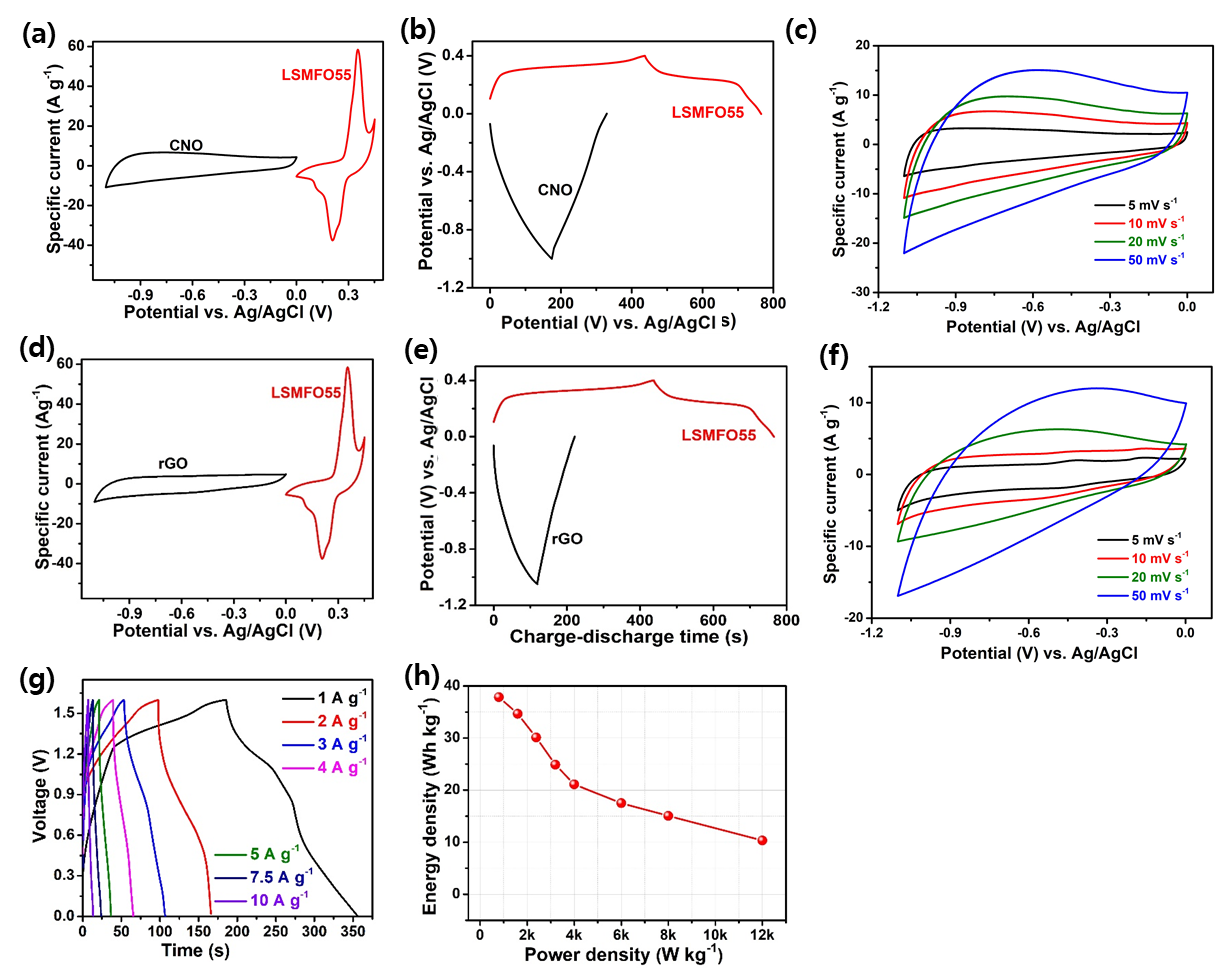 (a)
Specific current (A g-1)
60
40
20
0
-20
-40
LSMFO55
CNO
-0.9
-0.6
-0.3
0.0
0.3
Potential vs. Ag/AgCl (V)
(b)
Potential vs. Ag/AgCl (V)
0.4
0.0
-0.4
-0.8
-1.2
LSMFO55
CNO
0
200
400
600
800
Potential (V) vs. Ag/AgCl s)
(c)
Specific current (A g-1)
20
10
0
-10
-20
-30
5 mV s-1
10 mV s-1
20 mV s-1
50 mV s-1
-1.2
-0.9
-0.6
-0.3
0.0
Potential (V) vs. Ag/AgCl
(d)
Specific current (Ag-1)
60
40
20
0
-20
-40
LSMFO55
rGO
-0.9
-0.6
-0.3
0.0
0.3
Potential vs. Ag/AgCl (V)
(e)
Potential (V) vs. Ag/AgCl
0.4
0.0
-0.4
-0.8
-1.2
LSMFO55
rGO
0
200
400
600
800
Charge-discharge time (s)
(f)
Specific current (A g-1)
10
0
-10
-20
5 mV s-1
10 mV s-1
20 mV s-1
50 mV s-1
-1.2
-0.9
-0.6
-0.3
0.0
Potential (V) vs. Ag/AgCl
(g)
Voltage (V)
1.5
1.2
0.9
0.6
0.3
0.0
1 A g-1
2 A g-1
3 A g-1
4 A g-1
5 A g-1
7.5 A g-1
10 A g-1
0
50
100
150
200
250
300
350
Time (s)
(h)
Energy density (Wh kg-1)
40
30
20
10
0
0
2k
4k
6k
8k
10k
12k
Power density (W kg-1)